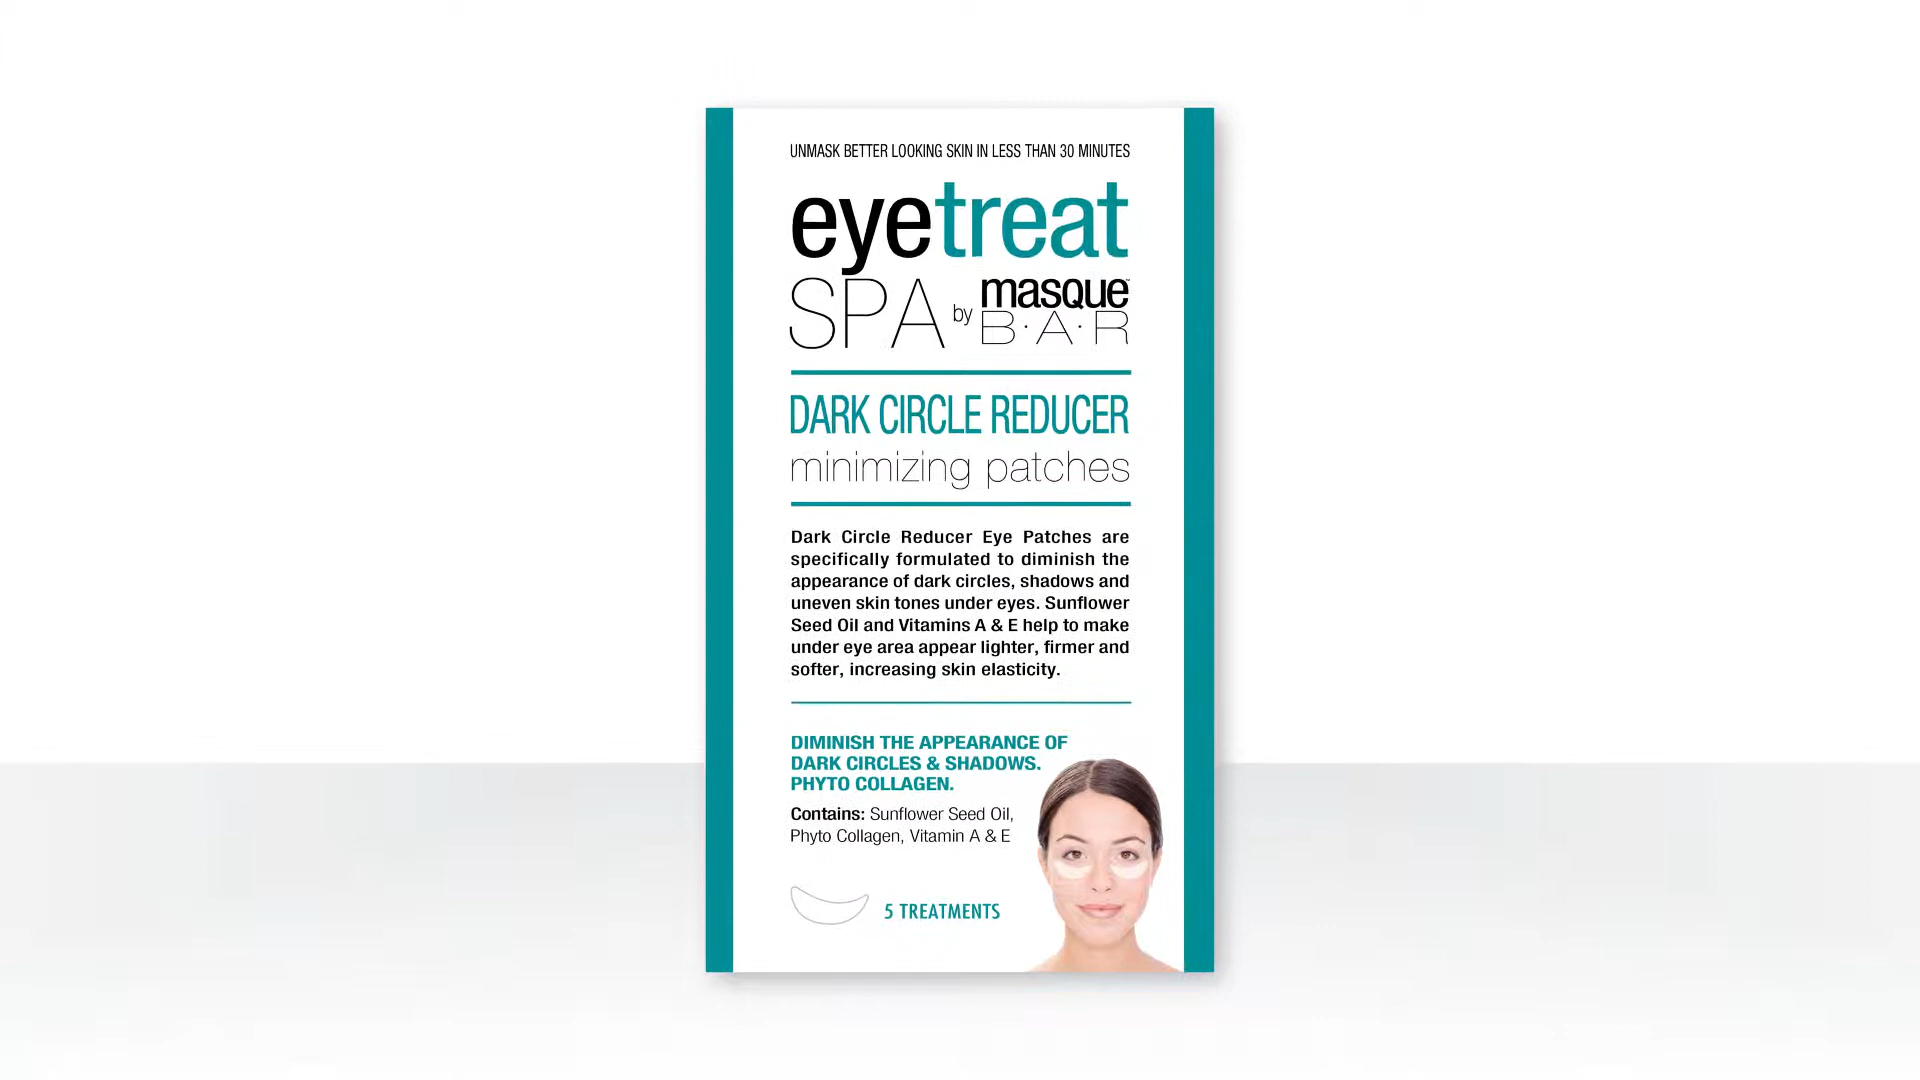 UNMASK BETTER LOOKING SKIN IN LESS THAN 30 MINUTES
eyetreat
SPA by masque™
B·A·R
DARK CIRCLE REDUCER
minimizing patches
Dark Circle Reducer Eye Patches are
specifically formulated to diminish the
appearance of dark circles, shadows and
uneven skin tones under eyes. Sunflower
Seed Oil and Vitamins A & E help to make
under eye area appear lighter, firmer and
softer, increasing skin elasticity.
DIMINISH THE APPEARANCE OF
DARK CIRCLES & SHADOWS.
PHYTO COLLAGEN.
Contains: Sunflower Seed Oil,
Phyto Collagen, Vitamin A & E
5 TREATMENTS